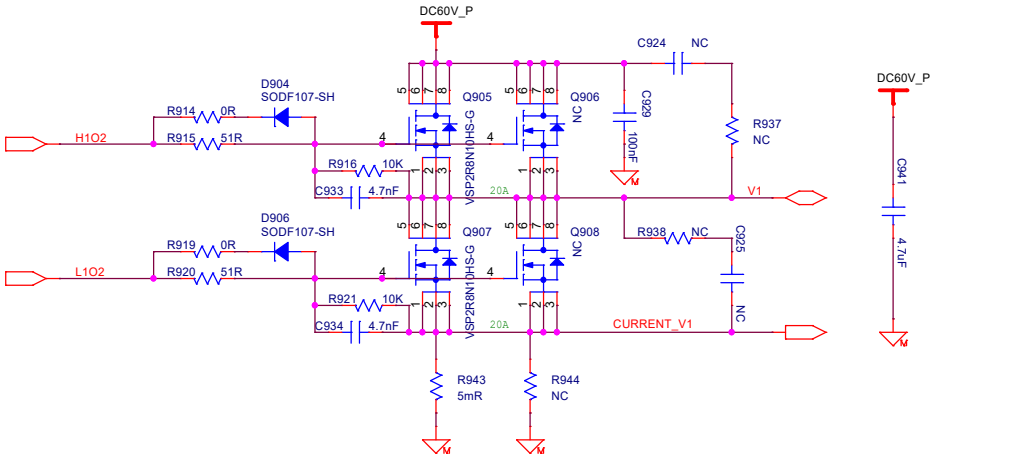 DC60V_P
C924 NC
DC60V_P
D904
SODF107-SH
R914 0R
5 6 7 8
Q905
5 6 7 8
Q906
NC
C929
100nF
R937
NC
H1O2
R915 51R
4
4
VSP2R8N10HS-G
R916 10K
1 2 3
1 2 3
M
C941
4.7uF
C933 4.7nF
20A
V1
D906
SODF107-SH
R919 0R
5 6 7 8
Q907
5 6 7 8
Q908
NC
R938 NC
C925
NC
L1O2
R920 51R
4
4
VSP2R8N10HS-G
R921 10K
1 2 3
1 2 3
C934 4.7nF
20A
CURRENT_V1
M
R943
5mR
R944
NC
M
M